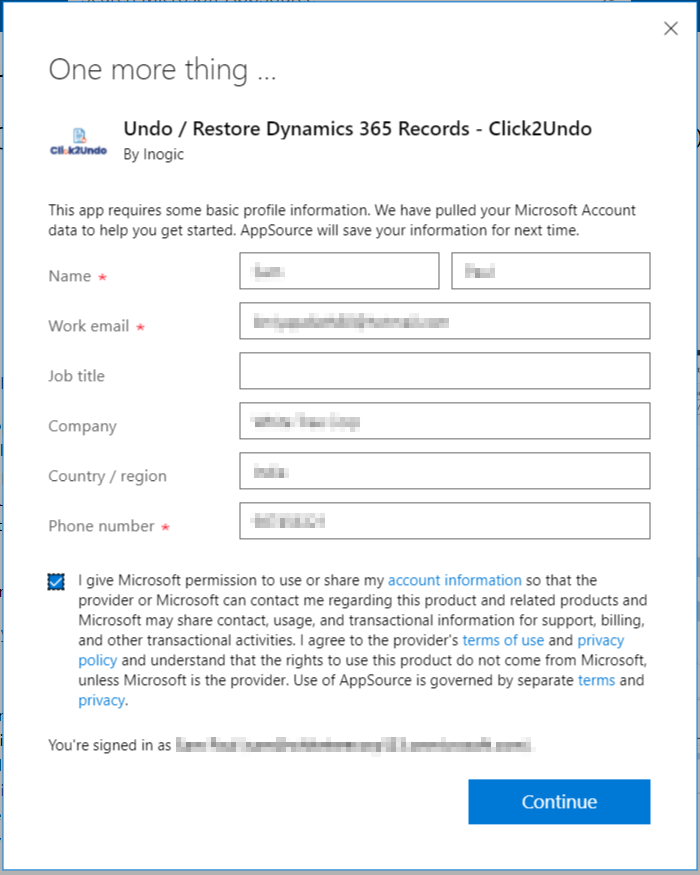 One more thing ...
Click2Undo
Undo / Restore Dynamics 365 Records - Click2Undo
By Inogic
This app requires some basic profile information. We have pulled your Microsoft Account
data to help you get started. AppSource will save your information for next time.
Name *
Work email *
Job title
Company
Country / region
Phone number *
I give Microsoft permission to use or share my account information so that the
provider or Microsoft can contact me regarding this product and related products and
Microsoft may share contact, usage, and transactional information for support, billing,
and other transactional activities. I agree to the provider's terms of use and privacy
policy and understand that the rights to use this product do not come from Microsoft,
unless Microsoft is the provider. Use of AppSource is governed by separate terms and
privacy.
You're signed in as
Continue